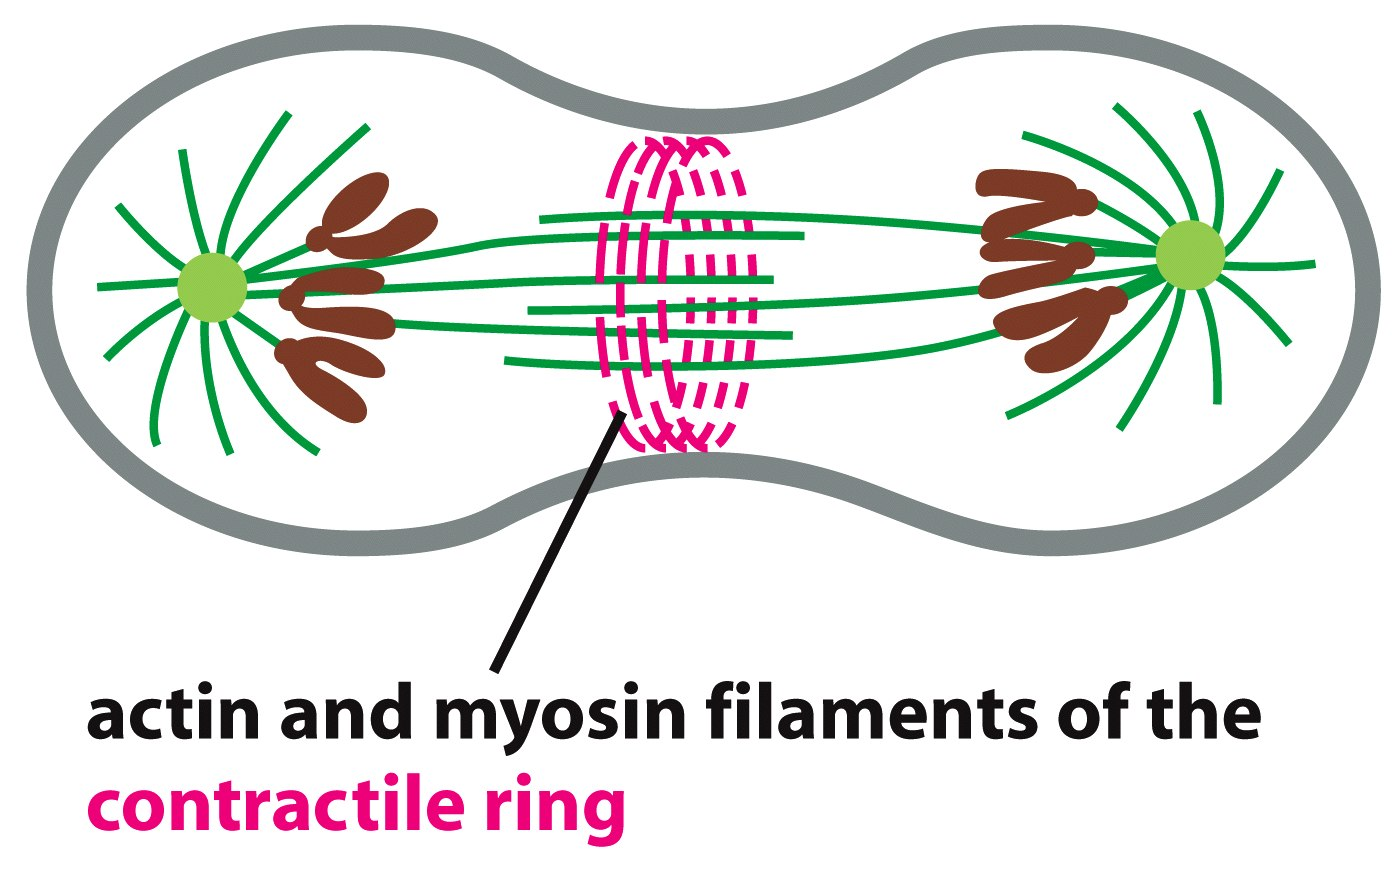 actin and myosin filaments of the
contractile ring